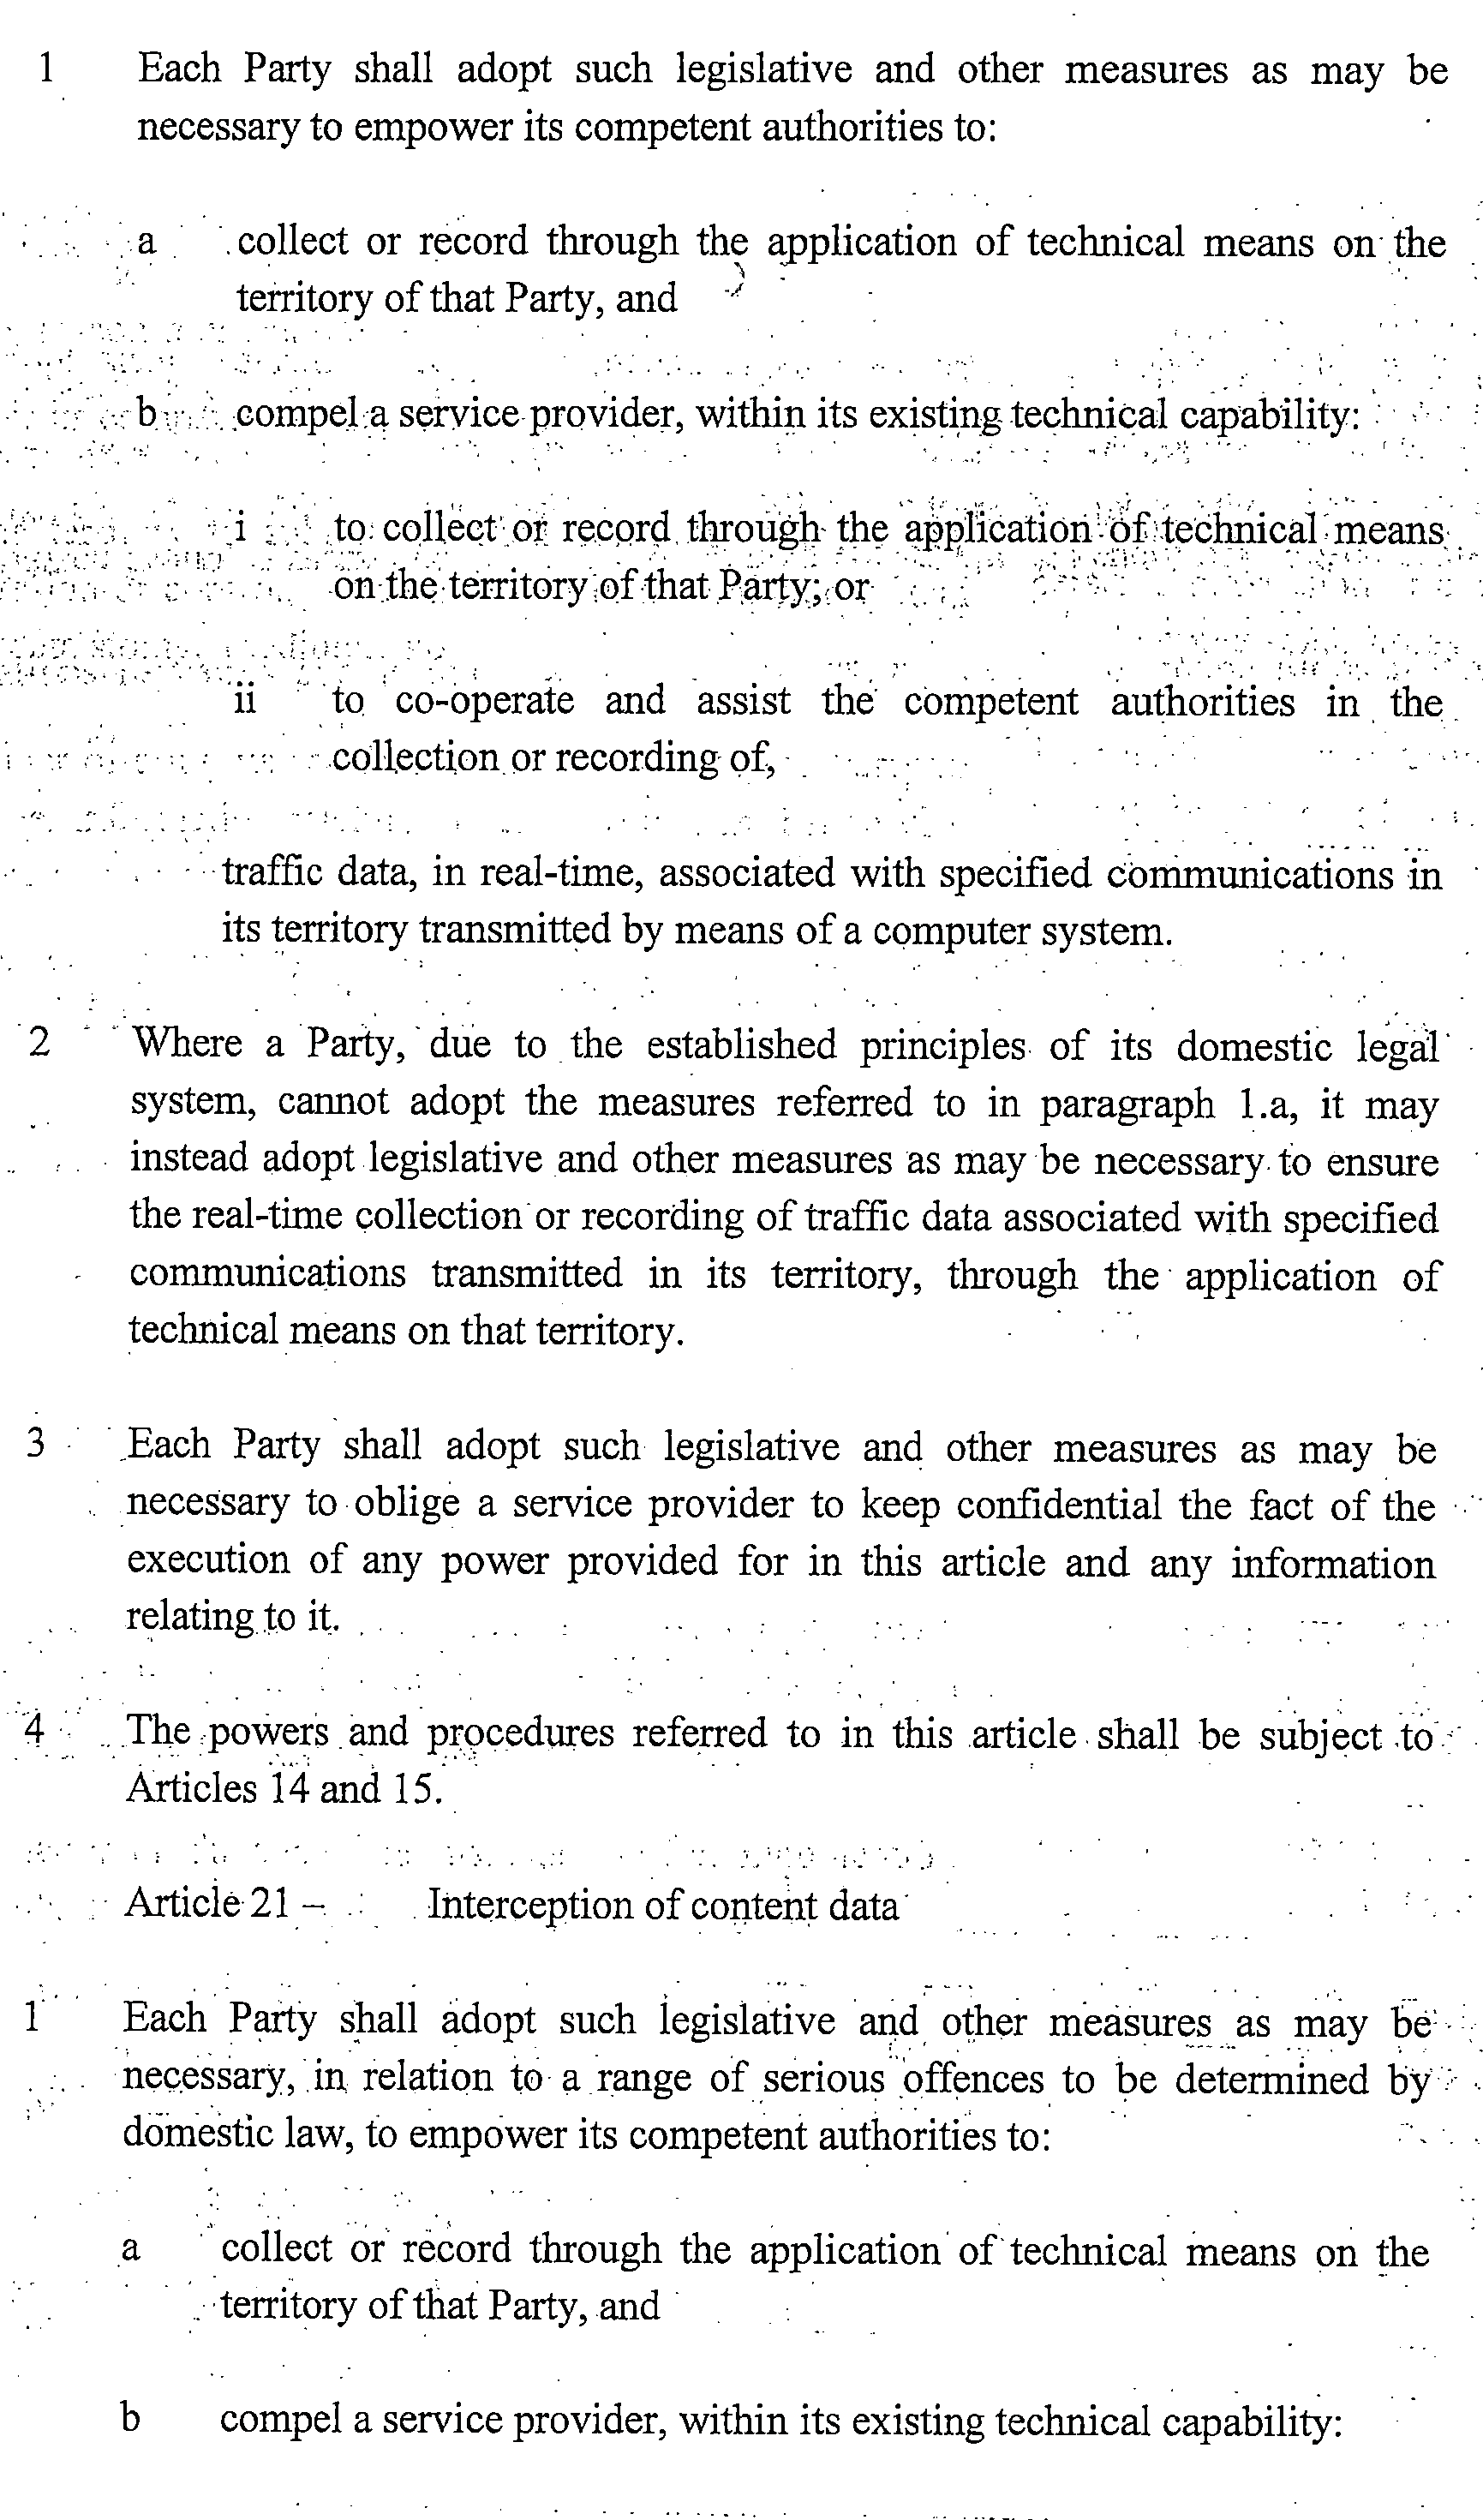 1 Each Party shall adopt such legislative and other measures as may be
necessary to empower its competent authorities to:
a collect or record through the application of technical means on the
territory of that Party, and
b compel a service provider, within its existing technical capability:
i to collect or record through the application of technical means
on the territory of that Party; or
ii to co-operate and assist the competent authorities in the
collection or recording of,
traffic data, in real-time, associated with specified communications in
its territory transmitted by means of a computer system.
2 Where a Party, due to the established principles of its domestic legal
system, cannot adopt the measures referred to in paragraph 1.a, it may
instead adopt legislative and other measures as may be necessary to ensure
the real-time collection or recording of traffic data associated with specified
communications transmitted in its territory, through the application of
technical means on that territory.
3 Each Party shall adopt such legislative and other measures as may be
necessary to oblige a service provider to keep confidential the fact of the
execution of any power provided for in this article and any information
relating to it.
4 The powers and procedures referred to in this article shall be subject to
Articles 14 and 15.
Article 21 – Interception of content data
1 Each Party shall adopt such legislative and other measures as may be
necessary, in relation to a range of serious offences to be determined by
domestic law, to empower its competent authorities to:
a collect or record through the application of technical means on the
territory of that Party, and
b compel a service provider, within its existing technical capability: